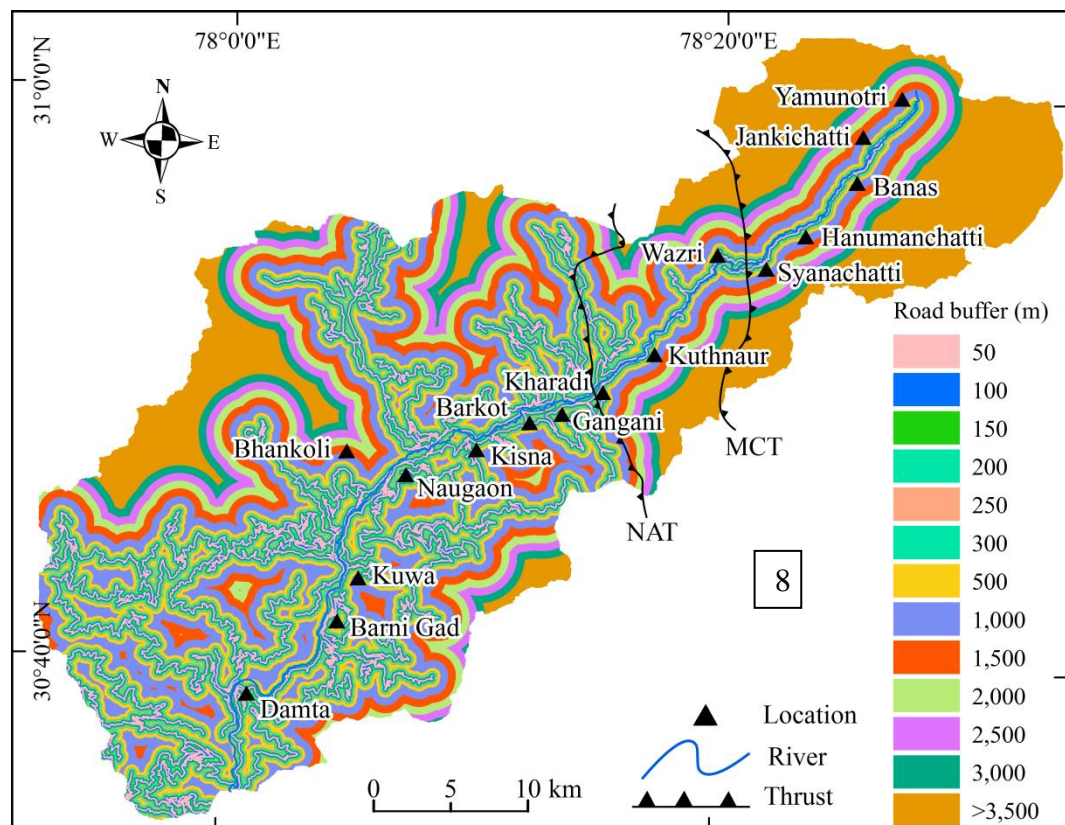 78°0'0"E
78°20'0"E
31°0'0"N
30°40'0"N
N
W
E
S
Yamunotri
Jankichatti
Banas
Hanumanchatti
Wazri
Syanachatti
Kuthnaur
Kharadi
Barkot
Gangani
Bhankoli
Kisna
Naugaon
MCT
NAT
Kuwa
Barni Gad
Damta
8
Road buffer (m)
50
100
150
200
250
300
500
1,000
1,500
2,000
2,500
3,000
>3,500
Location
River
Thrust
0 5 10 km